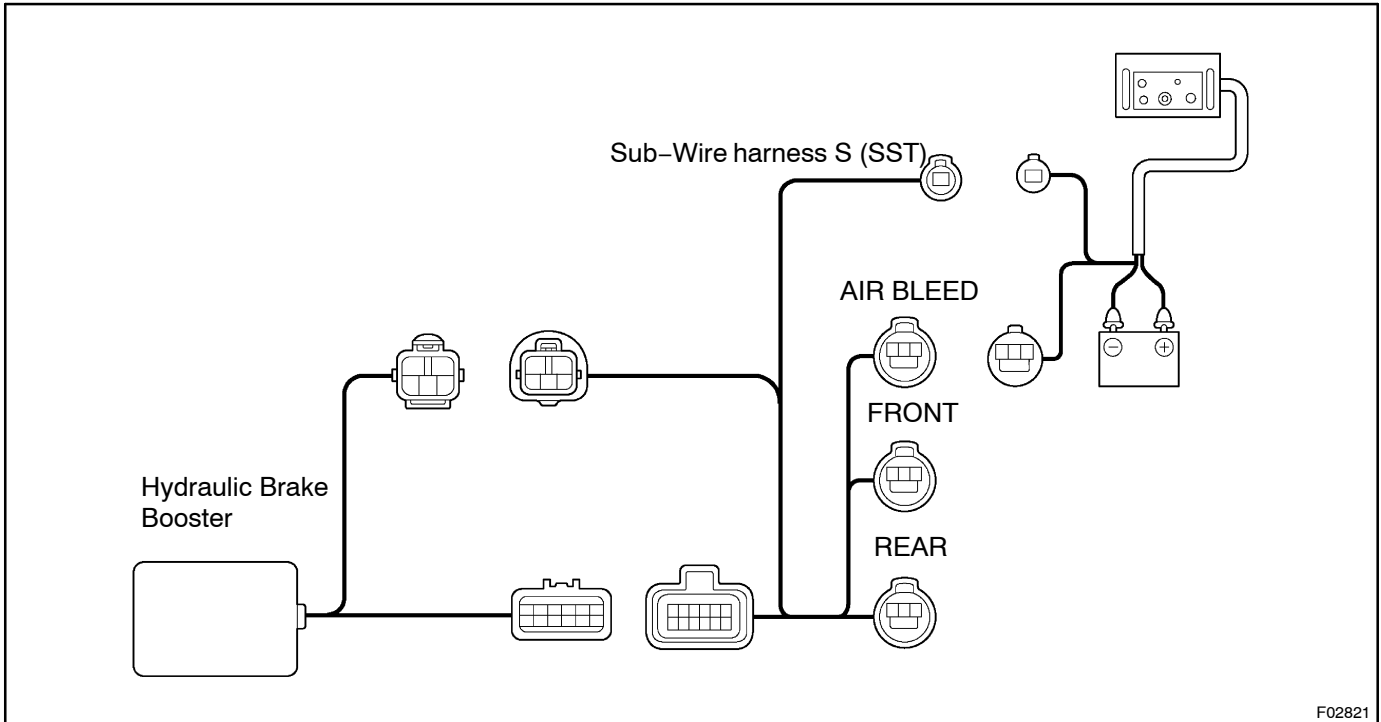 Sub−Wire harness S (SST)
AIR BLEED
− +
FRONT
Hydraulic Brake
Booster
REAR
F02821